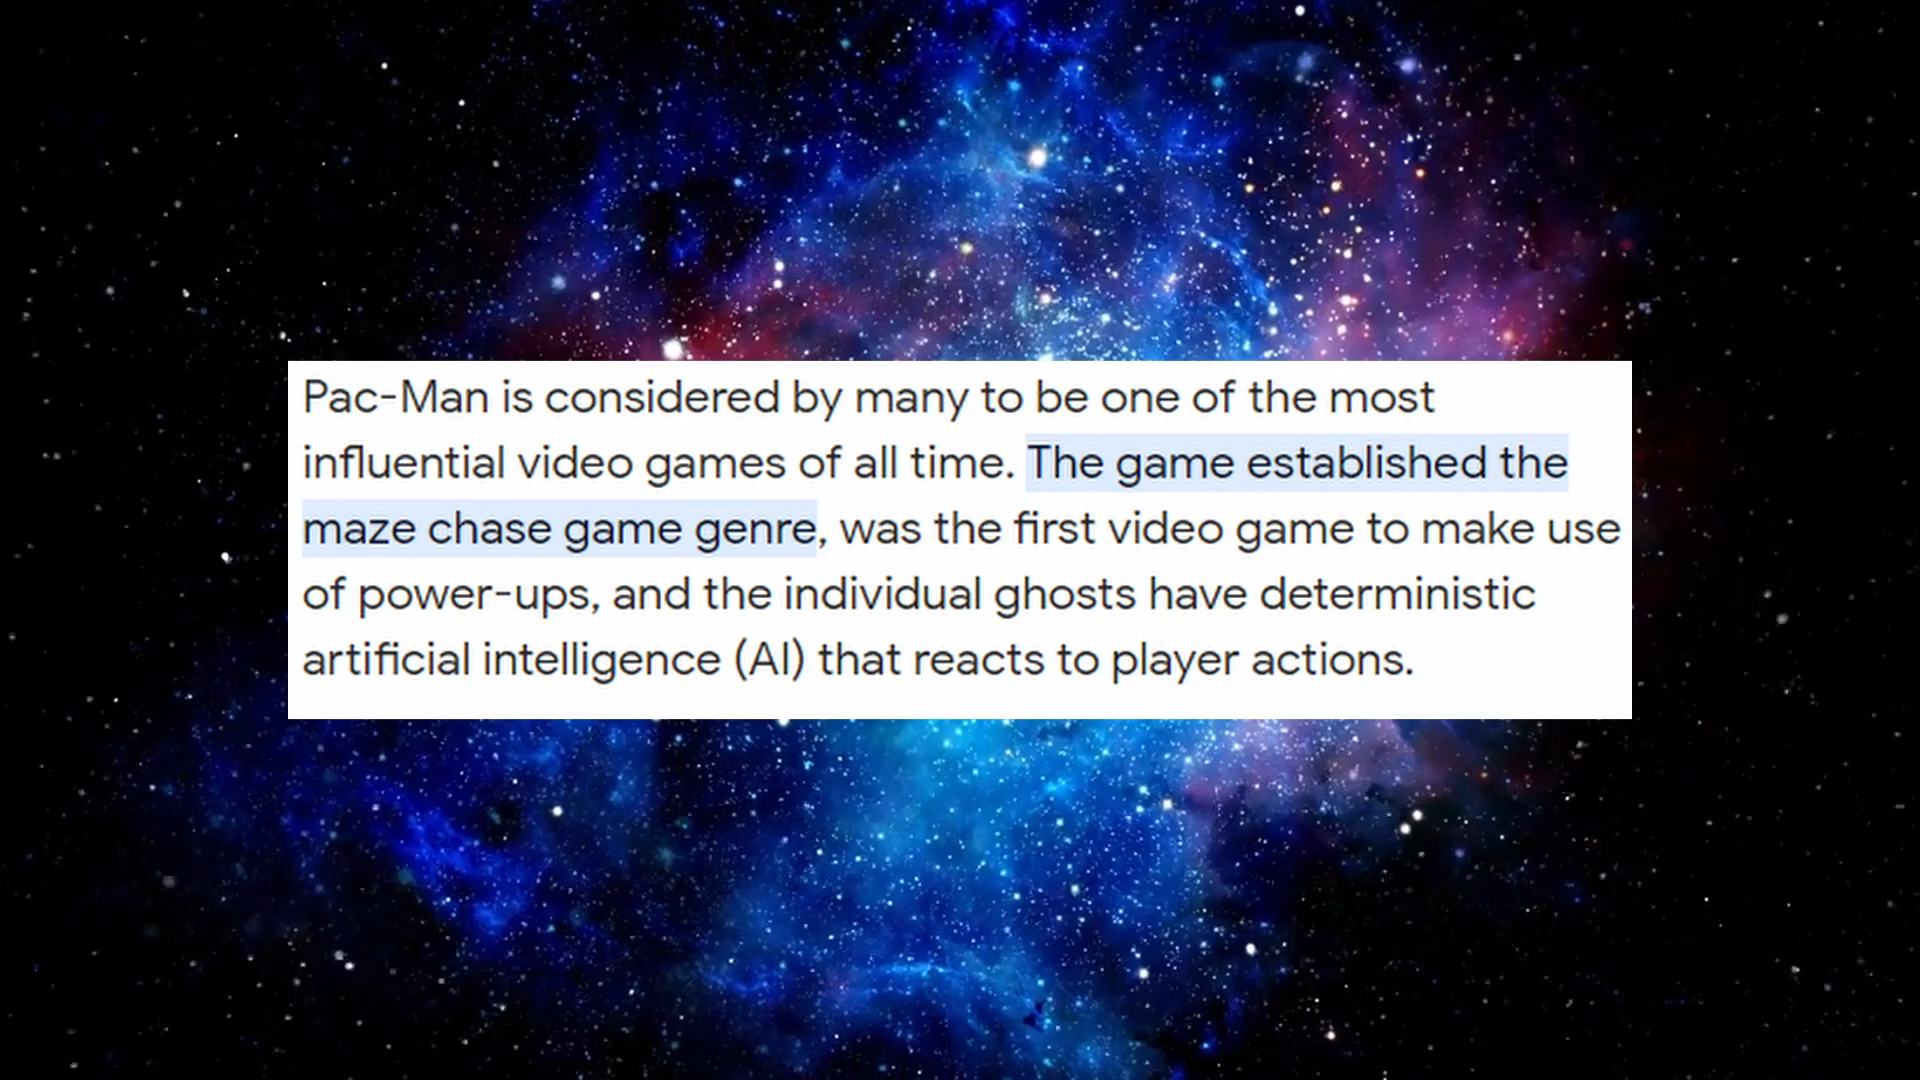 Pac-Man is considered by many to be one of the most
influential video games of all time. The game established the
maze chase game genre, was the first video game to make use
of power-ups, and the individual ghosts have deterministic
artificial intelligence (AI) that reacts to player actions.